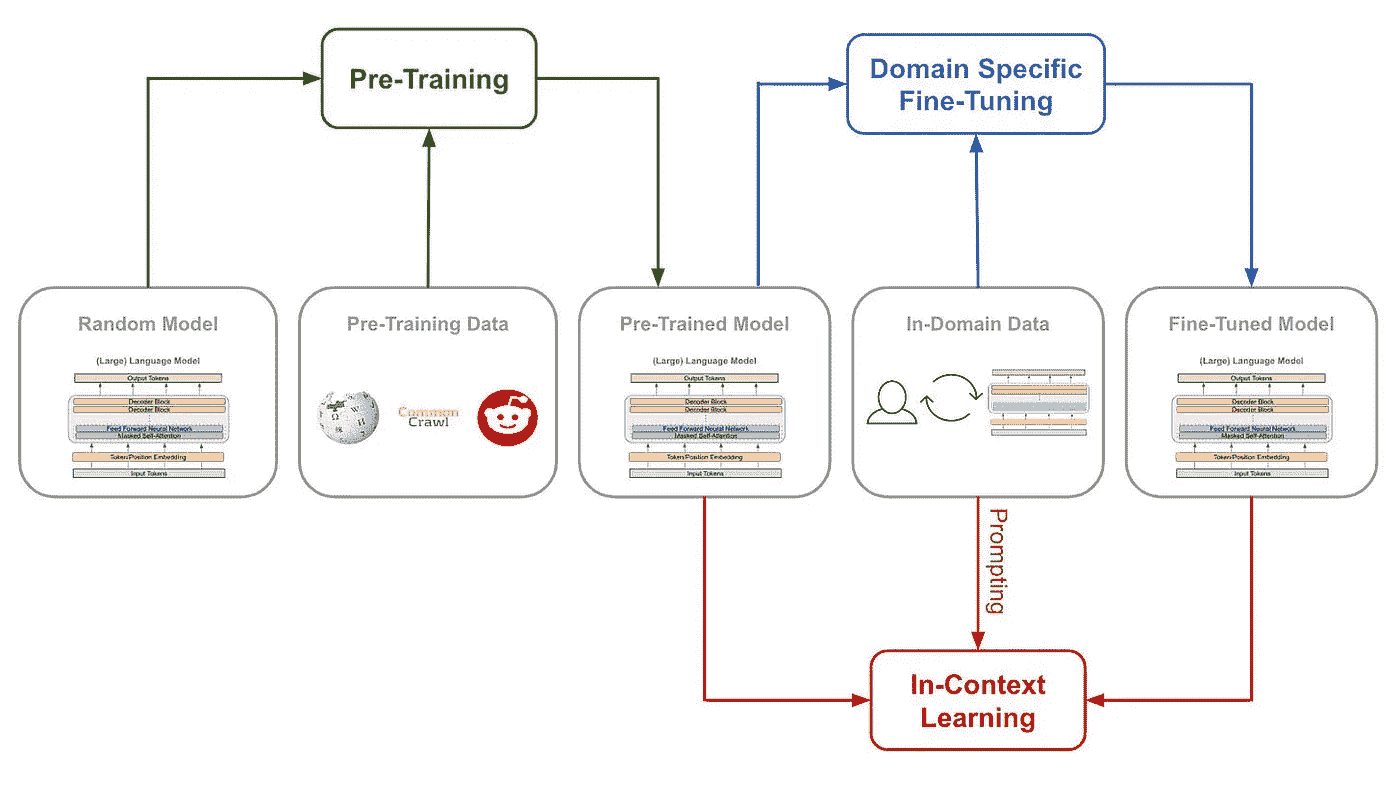 Pre-Training
Domain Specific
Fine-Tuning
Random Model
(Large) Language Model
Output Tokens
Decoder Block
Decoder Block
Feed Forward Neural Network
Masked Self-Attention
Token Position Embedding
Input Tokens
Pre-Training Data
Common
Crawl
Pre-Trained Model
(Large) Language Model
Output Tokens
Decoder Block
Decoder Block
Feed Forward Neural Network
Masked Self-Attention
Token Position Embedding
Input Tokens
In-Domain Data
Fine-Tuned Model
(Large) Language Model
Output Tokens
Decoder Block
Decoder Block
Feed Forward Neural Network
Masked Self-Attention
Token Position Embedding
Input Tokens
Prompting
In-Context
Learning